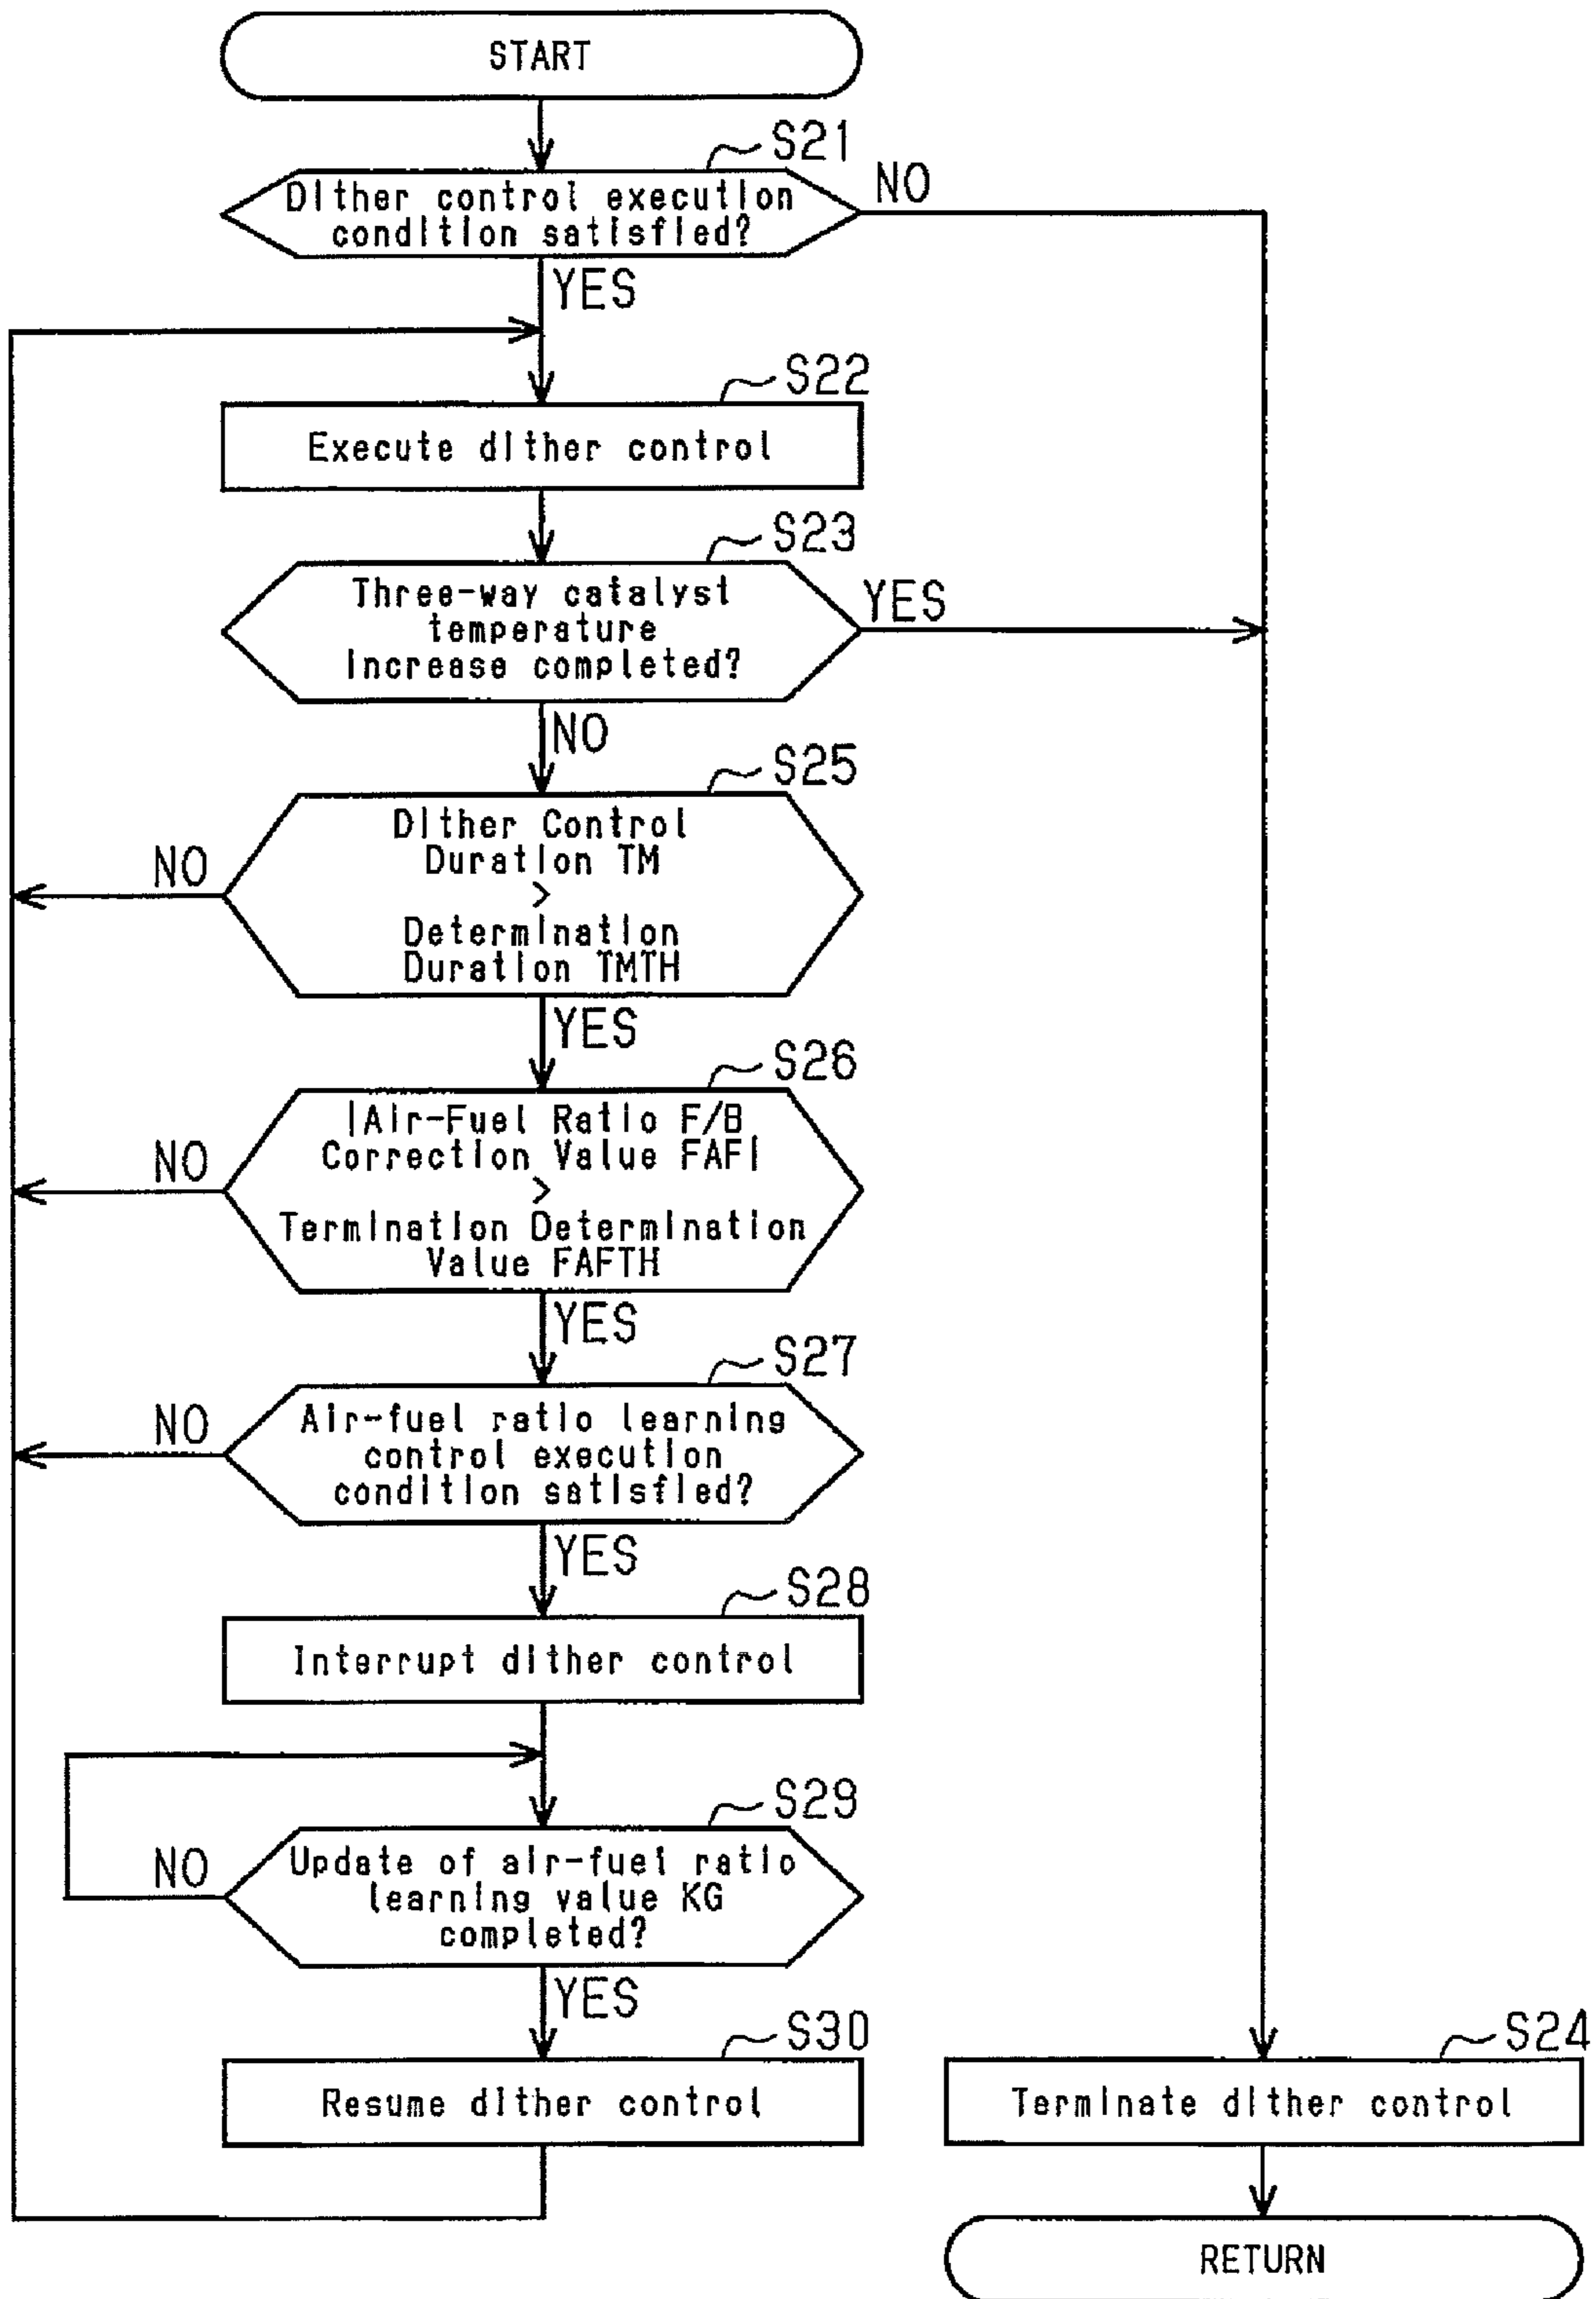 START
S21
Dither control execution
condition satisfied?
NO
YES
S22
Execute dither control
S23
Three-way catalyst
temperature
increase completed?
YES
NO
S25
Dither Control
Duration TM
>
Determination
Duration TMTH
NO
YES
S26
|Air-Fuel Ratio F/B
Correction Value FAF|
>
Termination Determination
Value FAFTH
NO
YES
S27
Air-fuel ratio learning
control execution
condition satisfied?
NO
YES
S28
Interrupt dither control
S29
Update of air-fuel ratio
learning value KG
completed?
NO
YES
S30
Resume dither control
S24
Terminate dither control
RETURN